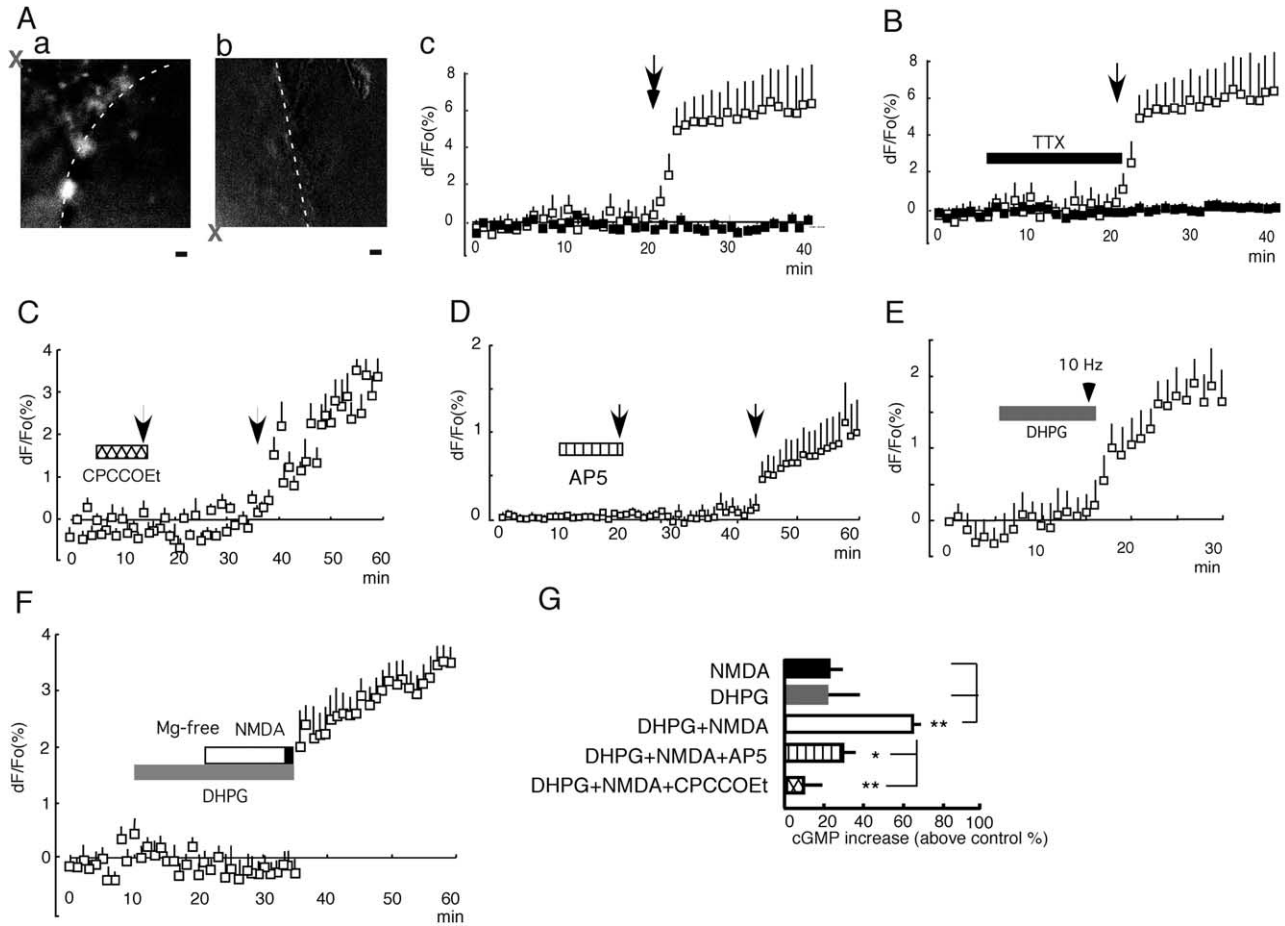 A
a
b
X
X
c
dF/Fo(%)
8
6
4
2
0
10
20
30
40
min
B
dF/Fo(%)
8
6
4
2
0
TTX
0
10
20
30
40
min
C
dF/Fo(%)
4
3
2
1
0
-1
CPCCOEt
0
10
20
30
40
50
60
min
D
dF/Fo(%)
2
1
0
AP5
0
10
20
30
40
50
60
min
E
dF/Fo(%)
2
1
0
10 Hz
DHPG
0
10
20
30
min
F
dF/Fo(%)
4
3
2
1
0
Mg-free NMDA
DHPG
0
10
20
30
40
50
60
min
G
NMDA
DHPG
DHPG+NMDA **
DHPG+NMDA+AP5 *
DHPG+NMDA+CPCCOEt **
0 20 40 60 80 100
cGMP increase (above control %)